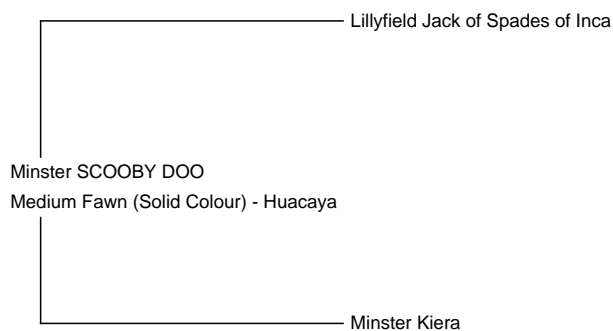 Lillyfield Jack of Spades of Inca
Minster SCOOBY DOO
Medium Fawn (Solid Colour) - Huacaya
Minster Kiera